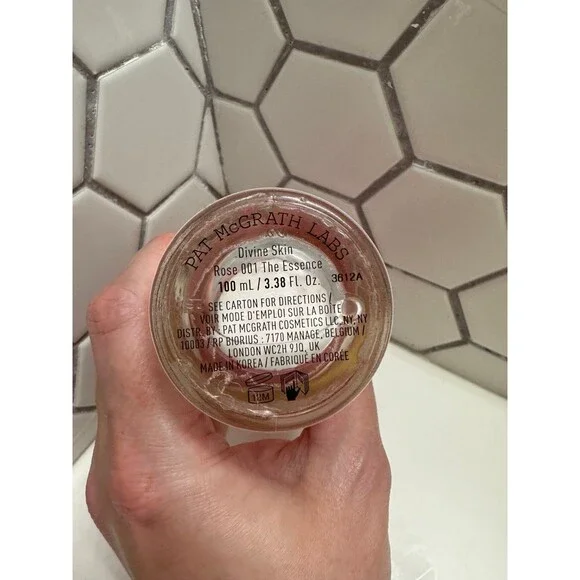 PAT McGRATH LABS
Divine Skin
Rose 001 The Essence
100 mL / 3.38 Fl. Oz.
3612A
SEE CARTON FOR DIRECTIONS /
VOIR MODE D'EMPLOI SUR LA BOÎTE
DISTR. BY: PAT MCGRATH COSMETICS LLC, NY, NY
10003 / RP BIORIUS : 7170 MANAGE, BELGIUM /
LONDON WC2H 9JQ, UK
MADE IN KOREA / FABRIQUÉ EN CORÉE
12M